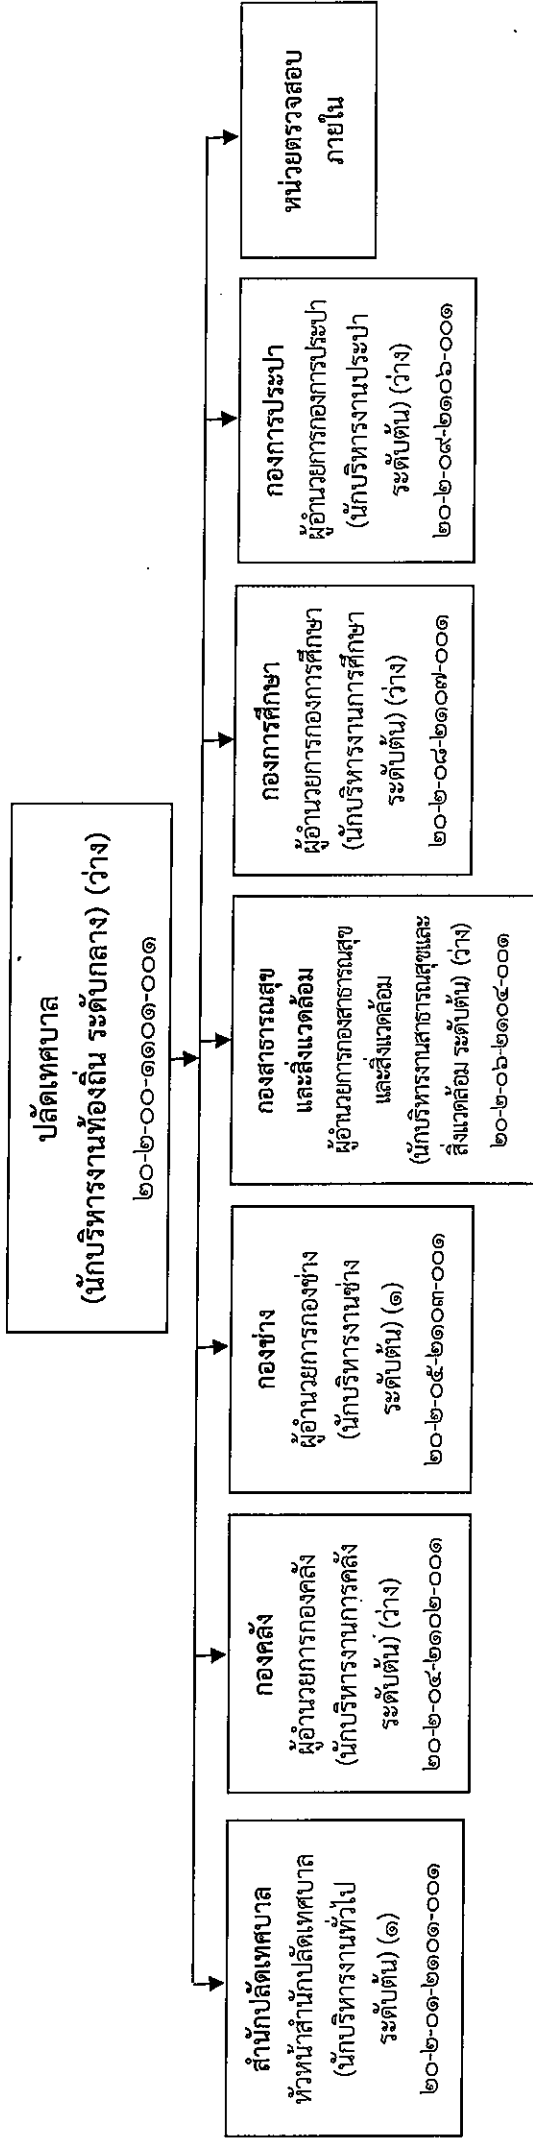 ปลัดเทศบาล
(นักบริหารงานท้องถิ่น ระดับกลาง) (ว่าง)
๒๐-๒-๐๐-๑๑๐๑-๐๐๑
สำนักปลัดเทศบาล
หัวหน้าสำนักปลัดเทศบาล
(นักบริหารงานทั่วไป
ระดับต้น) (๑)
๒๐-๒-๐๑-๒๑๐๑-๐๐๑
กองคลัง
ผู้อำนวยการกองคลัง
(นักบริหารงานการคลัง
ระดับต้น) (ว่าง)
๒๐-๒-๐๔-๒๑๐๒-๐๐๑
กองช่าง
ผู้อำนวยการกองช่าง
(นักบริหารงานช่าง
ระดับต้น) (๑)
๒๐-๒-๐๕-๒๑๐๓-๐๐๑
กองสาธารณสุข
และสิ่งแวดล้อม
ผู้อำนวยการกองสาธารณสุข
และสิ่งแวดล้อม
(นักบริหารงานสาธารณสุขและ
สิ่งแวดล้อม ระดับต้น) (ว่าง)
๒๐-๒-๐๖-๒๑๐๔-๐๐๑
กองการศึกษา
ผู้อำนวยการกองการศึกษา
(นักบริหารงานการศึกษา
ระดับต้น) (ว่าง)
๒๐-๒-๐๘-๒๑๐๗-๐๐๑
กองการประปา
ผู้อำนวยการกองการประปา
(นักบริหารงานประปา
ระดับต้น) (ว่าง)
๒๐-๒-๐๙-๒๑๐๖-๐๐๑
หน่วยตรวจสอบ
ภายใน